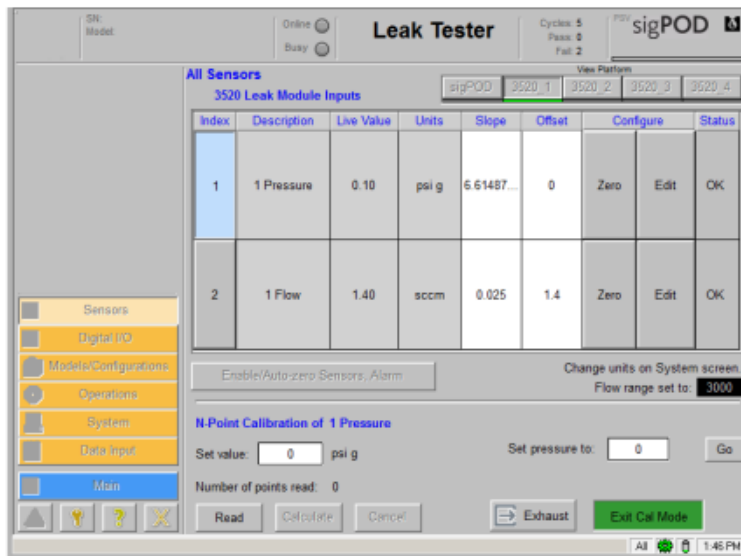 SN:
Model:
Online
Busy
Leak Tester
Cycles: 5
Pass: 0
Fail: 2
PSV sigPOD
All Sensors
3520 Leak Module Inputs
View Platform
sigPOD 3520_1 3520_2 3520_3 3520_4
Index Description Live Value Units Slope Offset Configure Status
1 1 Pressure 0.10 psi g 6.61487... 0 Zero Edit OK
2 1 Flow 1.40 sccm 0.025 1.4 Zero Edit OK
Sensors
Digital I/O
Models/Configurations
Operations
System
Data Input
Main
Enable/Auto-zero Sensors, Alarm
Change units on System screen.
Flow range set to: 3000
N-Point Calibration of 1 Pressure
Set value: 0 psi g
Set pressure to: 0 Go
Number of points read: 0
Read Calculate Cancel Exhaust Exit Cal Mode
All 1:46 PM